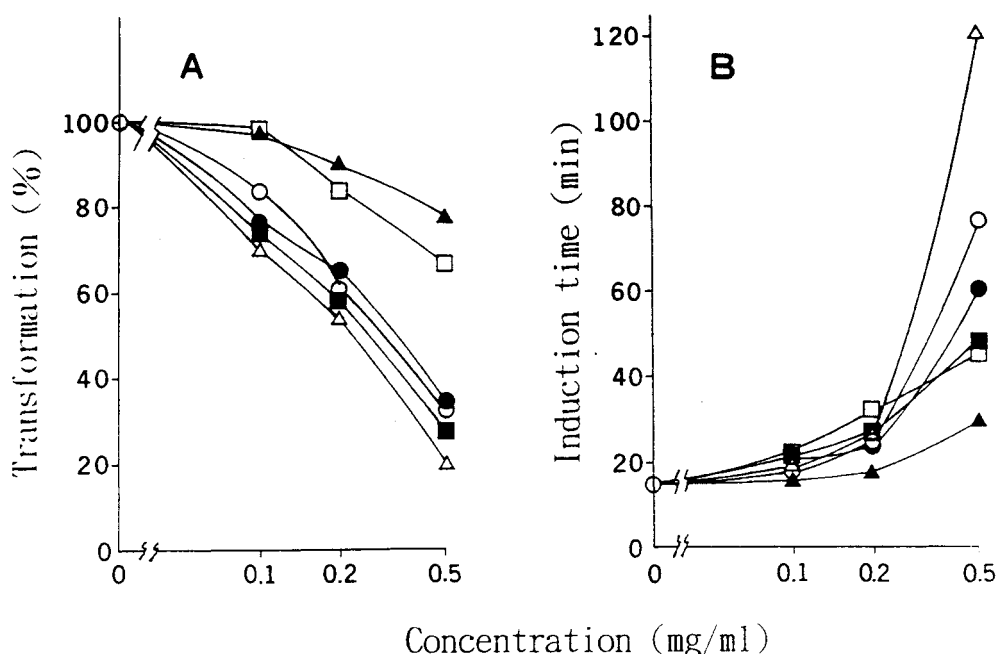 A
Transformation (%)
100
80
60
40
20
0
0 0.1 0.2 0.5
B
Induction time (min)
120
100
80
60
40
20
0
0 0.1 0.2 0.5
Concentration (mg/ml)